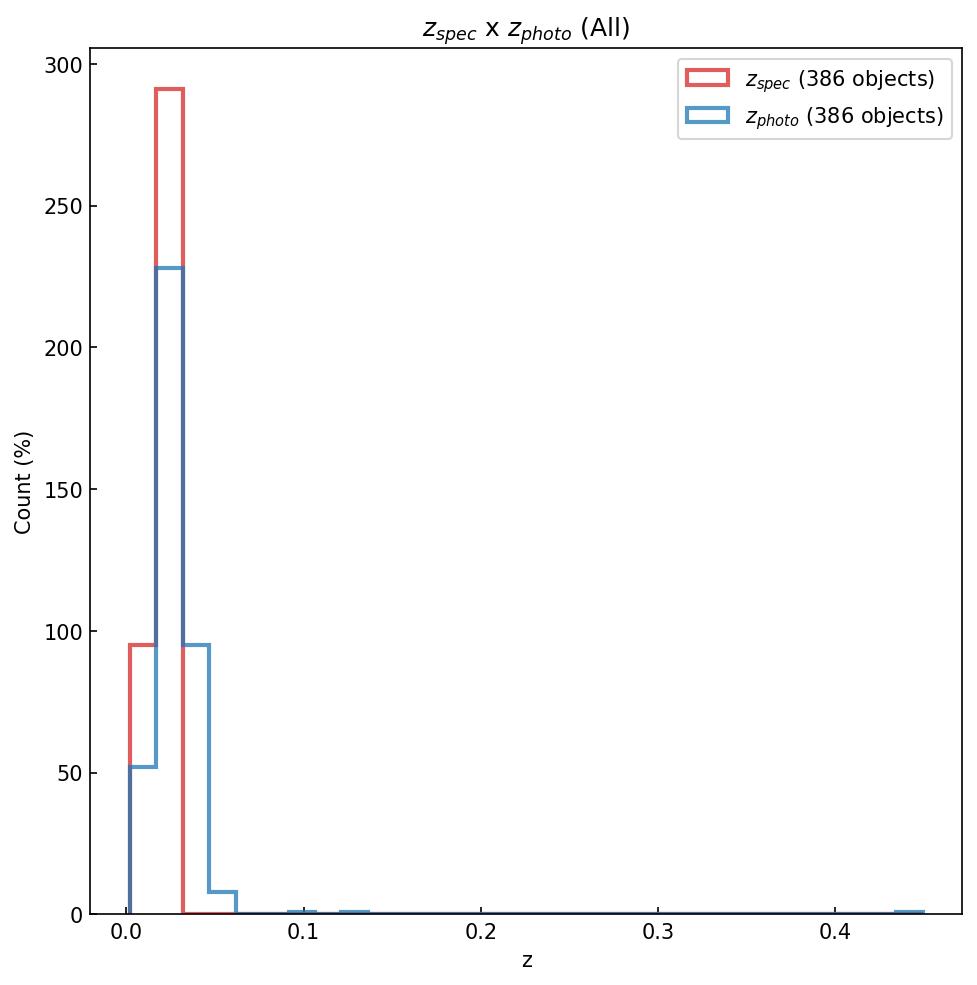 z_spec x z_photo (All)
z_spec (386 objects)
z_photo (386 objects)
Count (%)
300
250
200
150
100
50
0
0.0 0.1 0.2 0.3 0.4
z